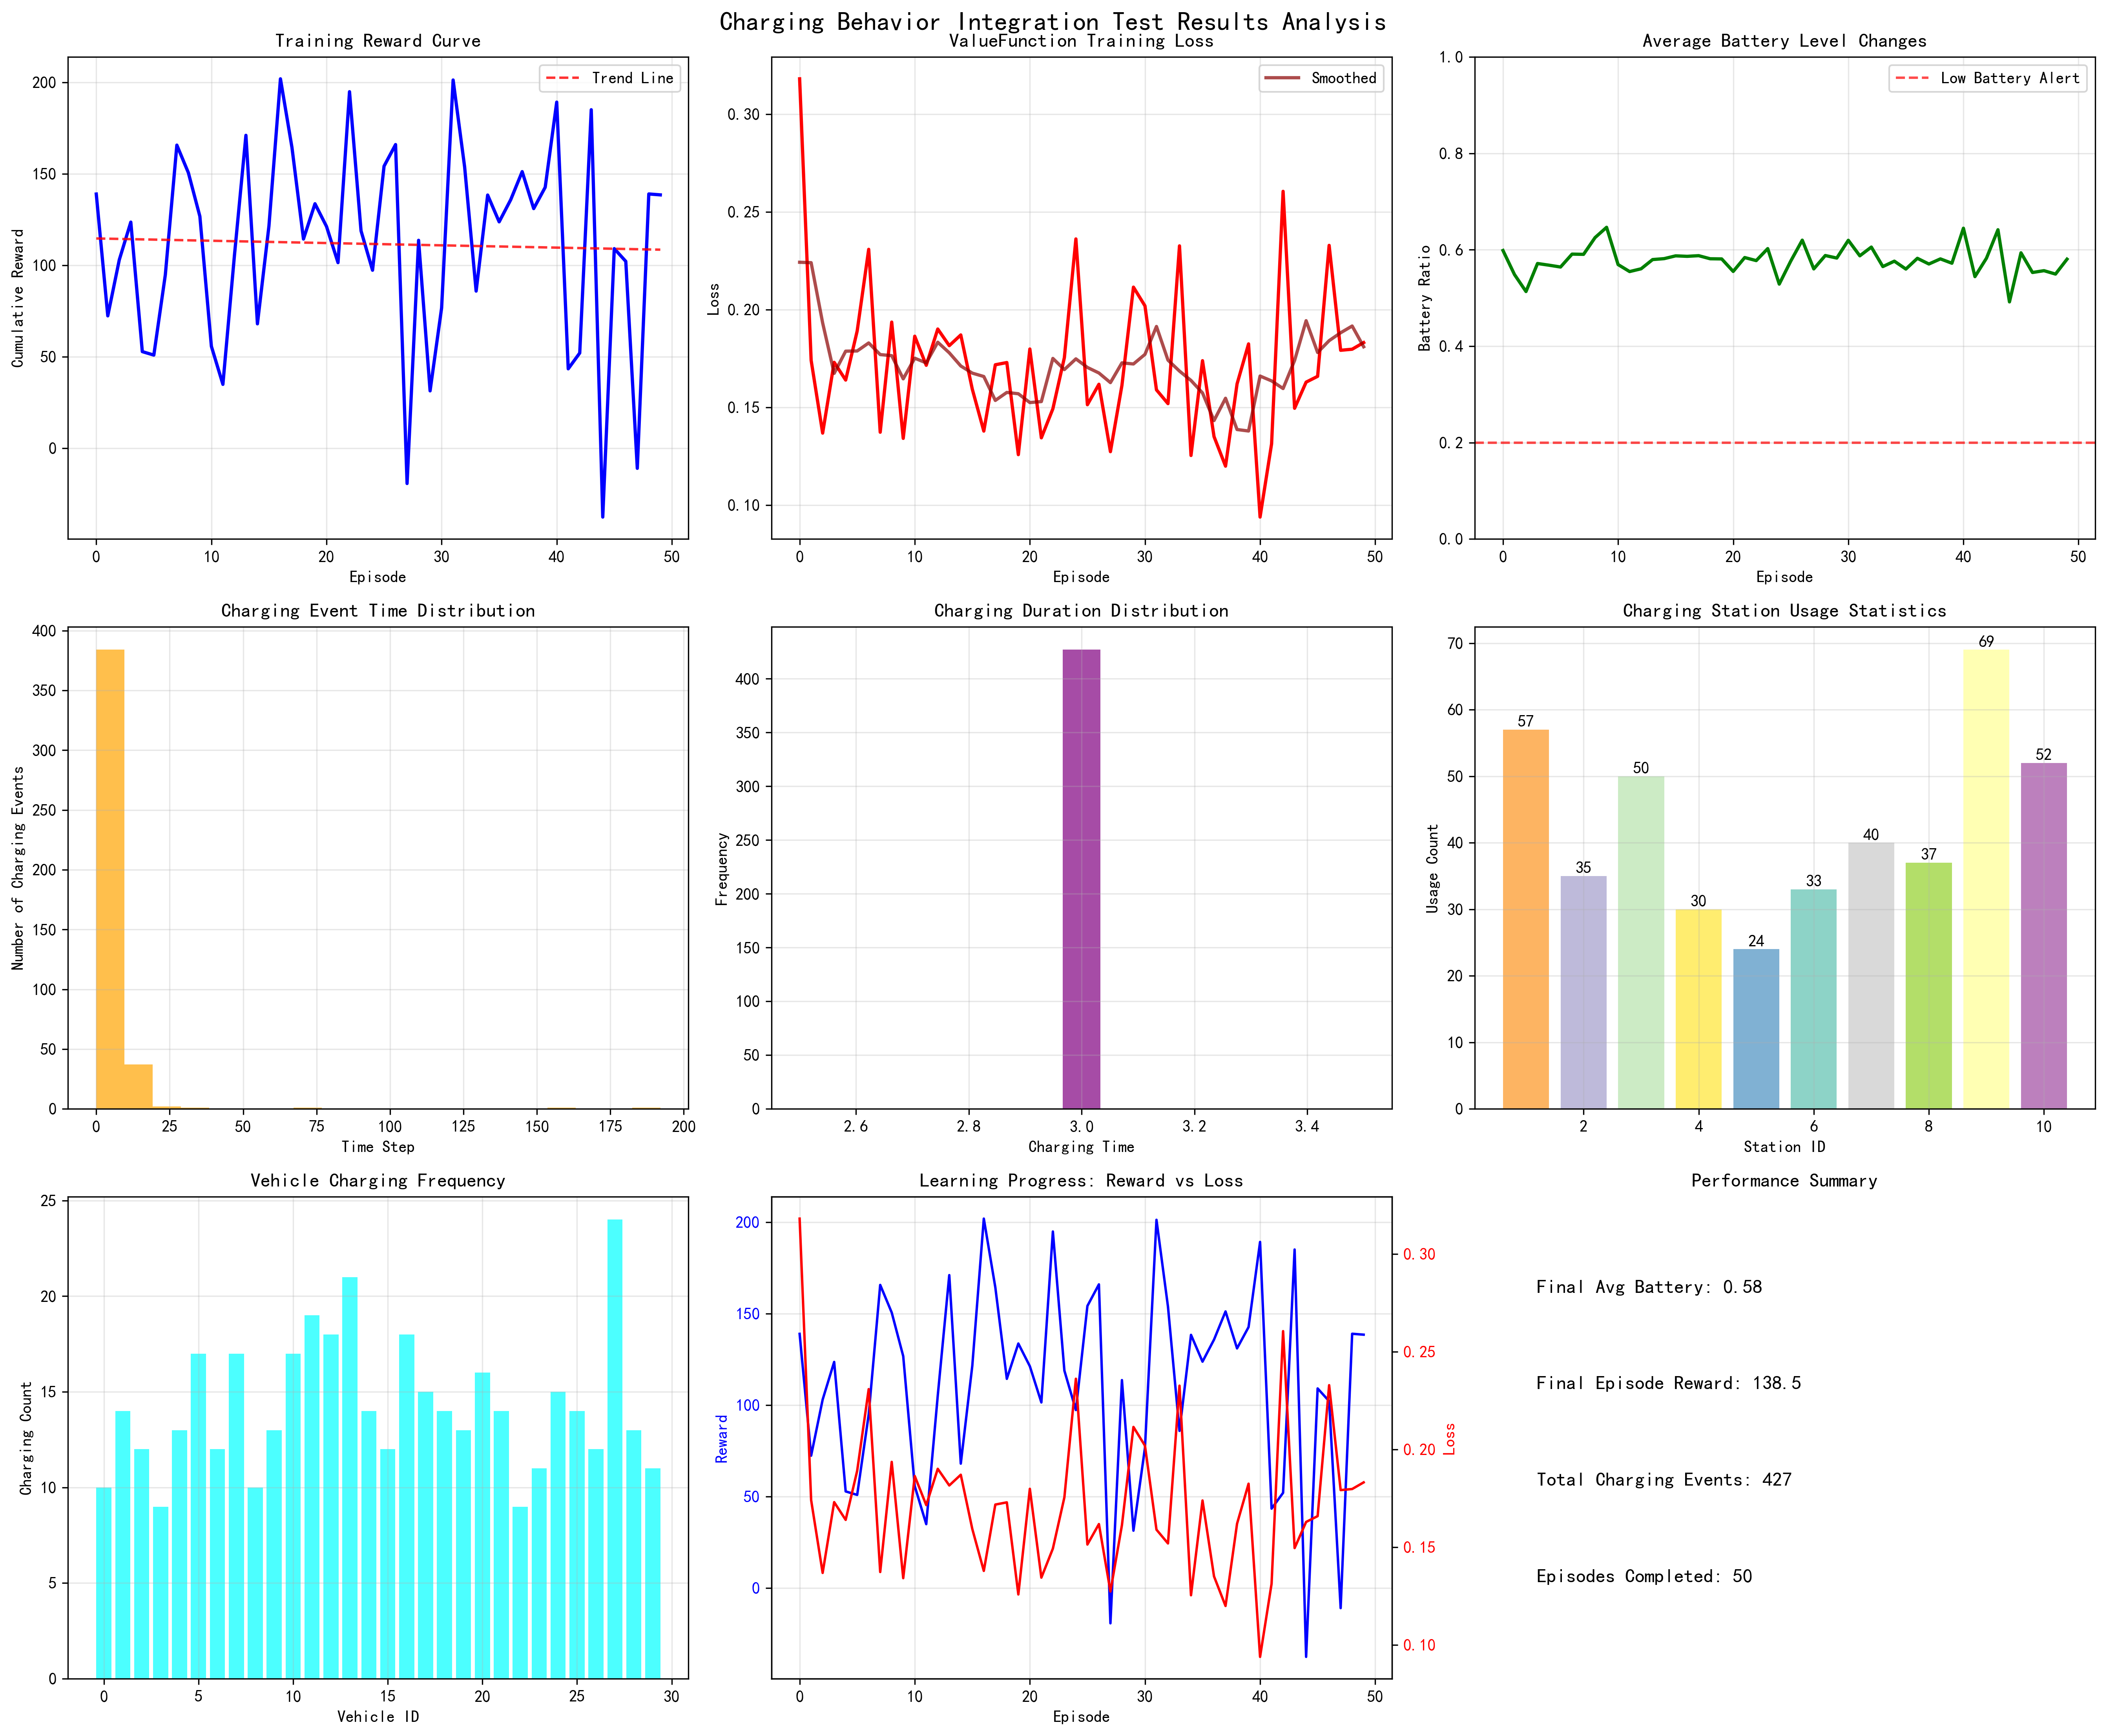 Charging Behavior Integration Test Results Analysis
Training Reward Curve
Trend Line
200
150
100
50
0
Cumulative Reward
0 10 20 30 40 50
Episode
ValueFunction Training Loss
Smoothed
0.30
0.25
0.20
0.15
0.10
Loss
0 10 20 30 40 50
Episode
Average Battery Level Changes
Low Battery Alert
1.0
0.8
0.6
0.4
0.2
0.0
Battery Ratio
0 10 20 30 40 50
Episode
Charging Event Time Distribution
400
350
300
250
200
150
100
50
0
Number of Charging Events
0 25 50 75 100 125 150 175 200
Time Step
Charging Duration Distribution
400
350
300
250
200
150
100
50
0
Frequency
2.6 2.8 3.0 3.2 3.4
Charging Time
Charging Station Usage Statistics
70
60
50
40
30
20
10
0
Usage Count
57 35 50 30 24 33 40 37 69 52
2 4 6 8 10
Station ID
Vehicle Charging Frequency
25
20
15
10
5
0
Charging Count
0 5 10 15 20 25 30
Vehicle ID
Learning Progress: Reward vs Loss
200
150
100
50
0
Reward
0.30
0.25
0.20
0.15
0.10
Loss
0 10 20 30 40 50
Episode
Performance Summary
Final Avg Battery: 0.58
Final Episode Reward: 138.5
Total Charging Events: 427
Episodes Completed: 50